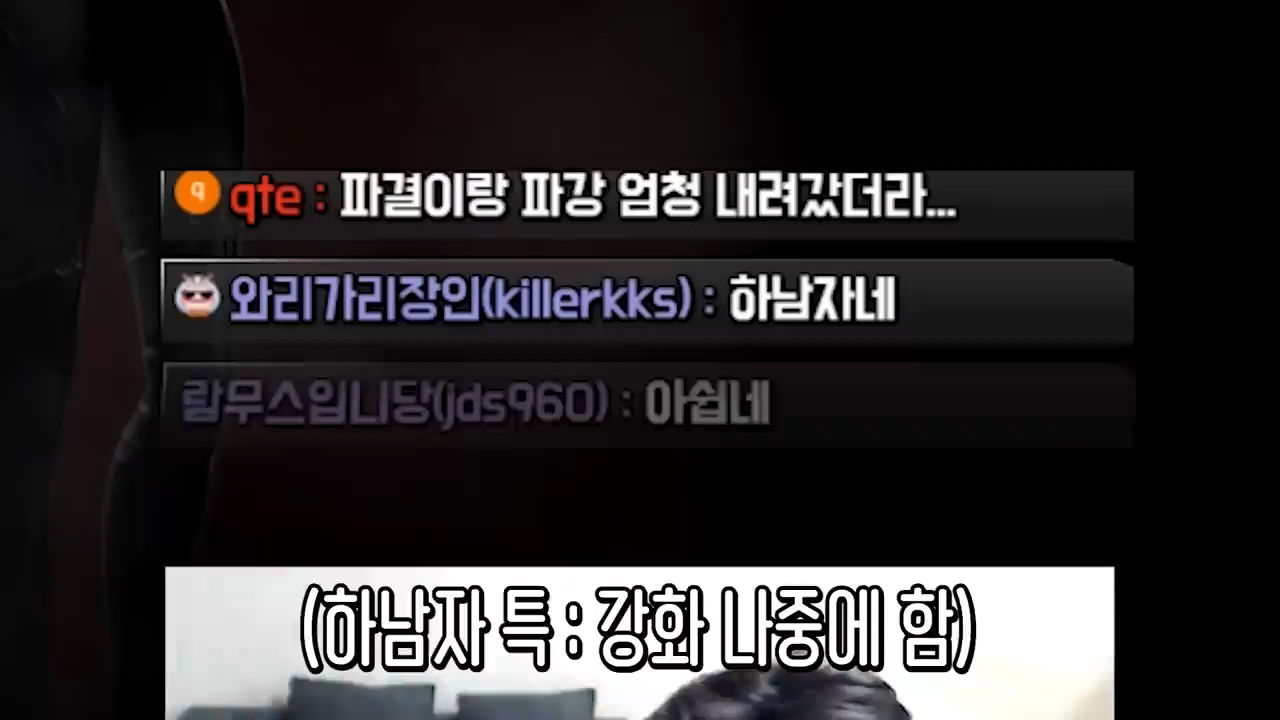 q qte : 파결이랑 파강 엄청 내려갔더라...
와리가리장인(killerkks) : 하남자네
람무스입니당(jds960) : 아쉽네
(하남자 특 : 강화 나중에 함)